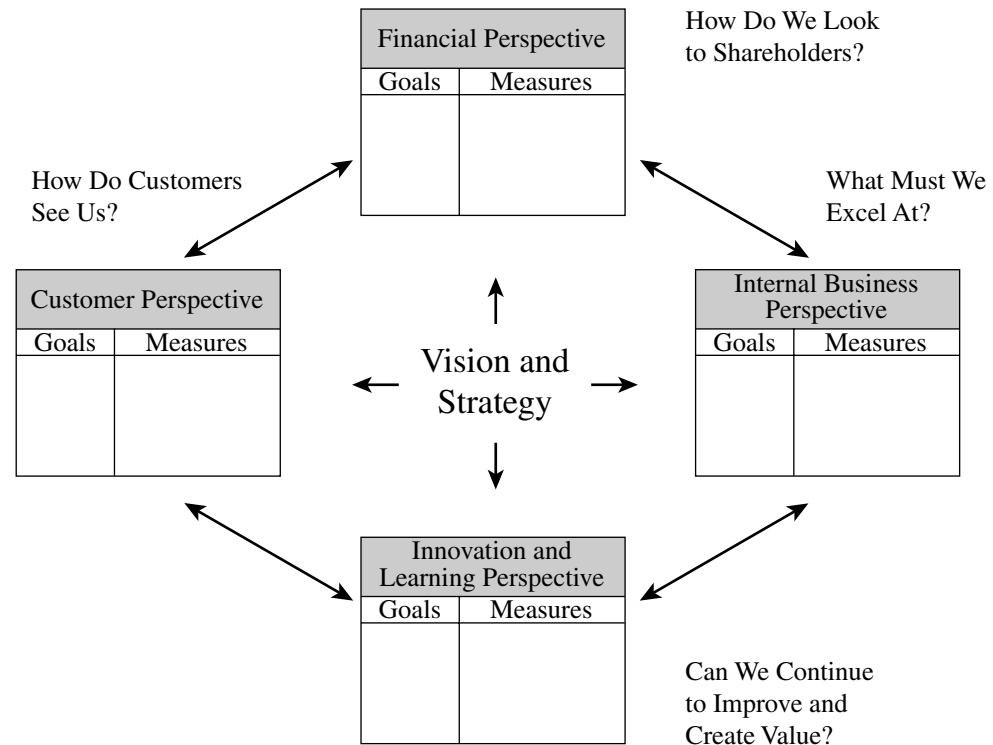 Financial Perspective
Goals Measures
How Do We Look
to Shareholders?
How Do Customers
See Us?
What Must We
Excel At?
Customer Perspective
Goals Measures
Vision and
Strategy
Internal Business
Perspective
Goals Measures
Innovation and
Learning Perspective
Goals Measures
Can We Continue
to Improve and
Create Value?